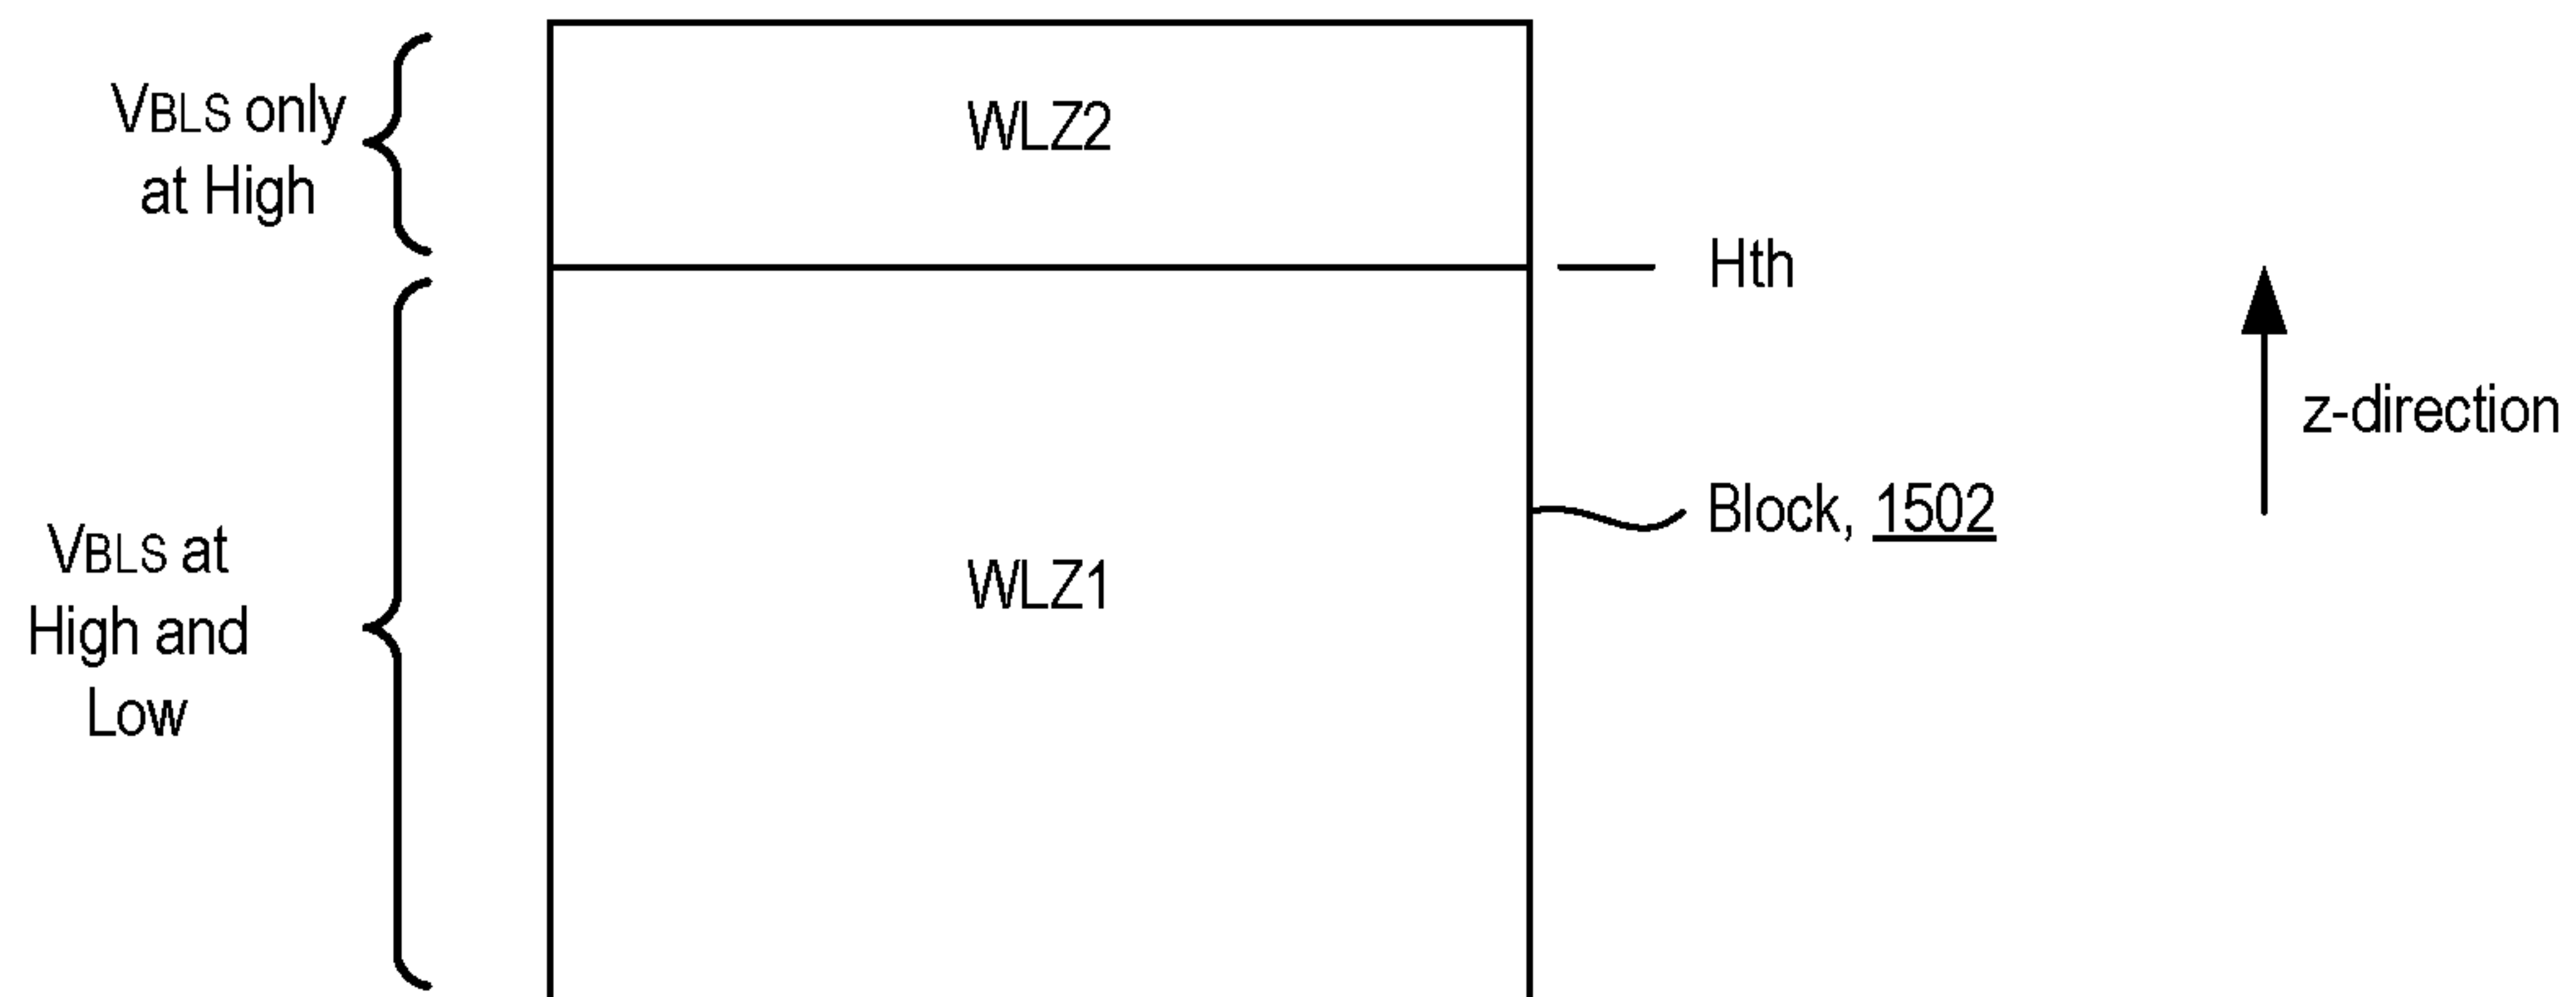 VBLS only
at High
WLZ2
Hth
z-direction
Block, 1502
VBLS at
High and
Low
WLZ1